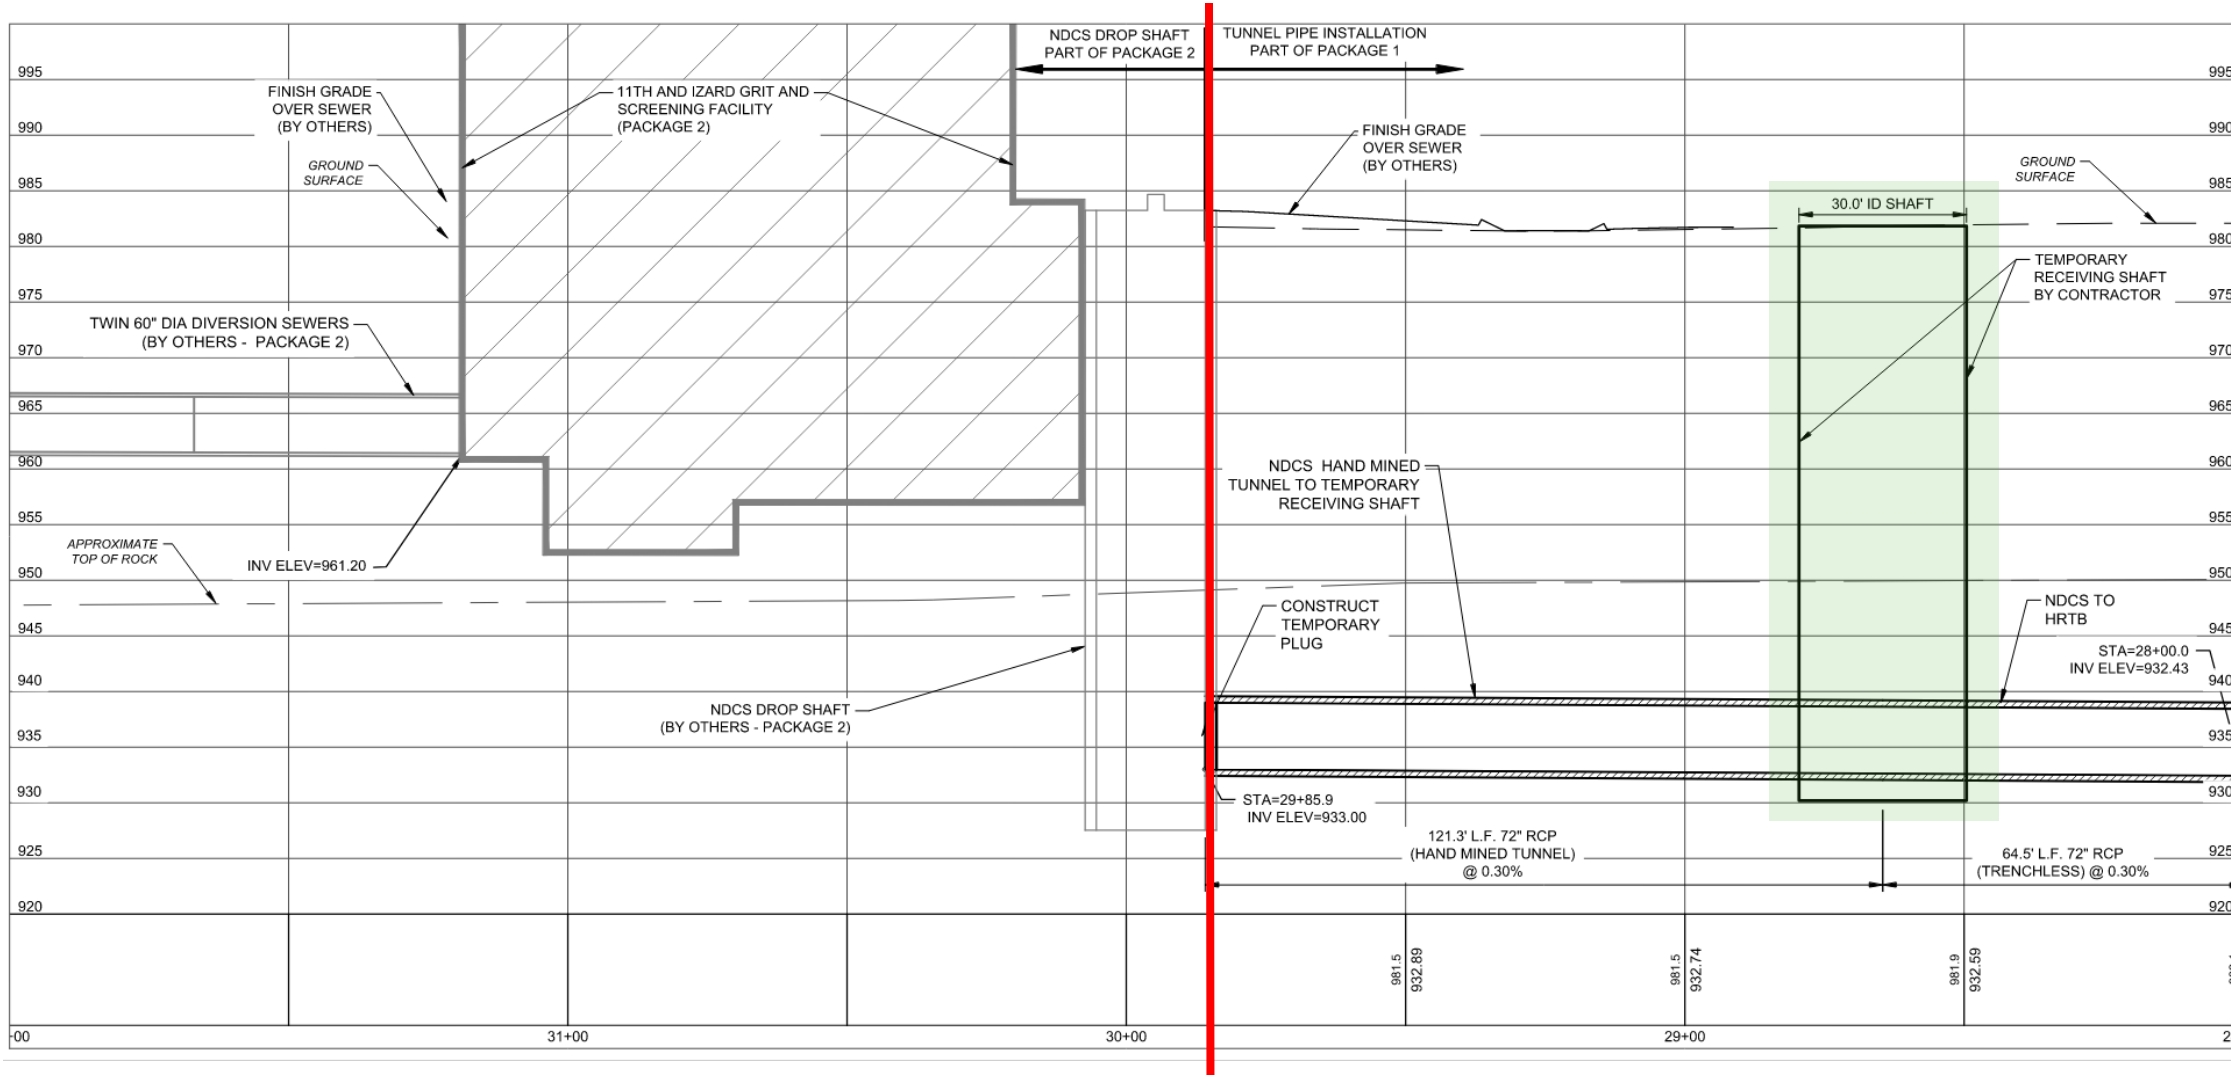 NDCS DROP SHAFT
PART OF PACKAGE 2
TUNNEL PIPE INSTALLATION
PART OF PACKAGE 1
995
995
FINISH GRADE
OVER SEWER
(BY OTHERS)
11TH AND IZARD GRIT AND
SCREENING FACILITY
(PACKAGE 2)
990
FINISH GRADE
OVER SEWER
(BY OTHERS)
990
GROUND
SURFACE
GROUND
SURFACE
985
985
30.0' ID SHAFT
980
980
TEMPORARY
RECEIVING SHAFT
BY CONTRACTOR
975
975
TWIN 60" DIA DIVERSION SEWERS
(BY OTHERS - PACKAGE 2)
970
970
965
965
960
960
NDCS HAND MINED
TUNNEL TO TEMPORARY
RECEIVING SHAFT
955
955
APPROXIMATE
TOP OF ROCK
INV ELEV=961.20
950
950
CONSTRUCT
TEMPORARY
PLUG
NDCS TO
HRTB
945
945
STA=28+00.0
INV ELEV=932.43
940
940
NDCS DROP SHAFT
(BY OTHERS - PACKAGE 2)
935
935
930
930
STA=29+85.9
INV ELEV=933.00
121.3' L.F. 72" RCP
(HAND MINED TUNNEL)
@ 0.30%
64.5' L.F. 72" RCP
(TRENCHLESS) @ 0.30%
925
925
920
920
981.5
932.89
981.5
932.74
981.9
932.59
-00
31+00
30+00
29+00
2